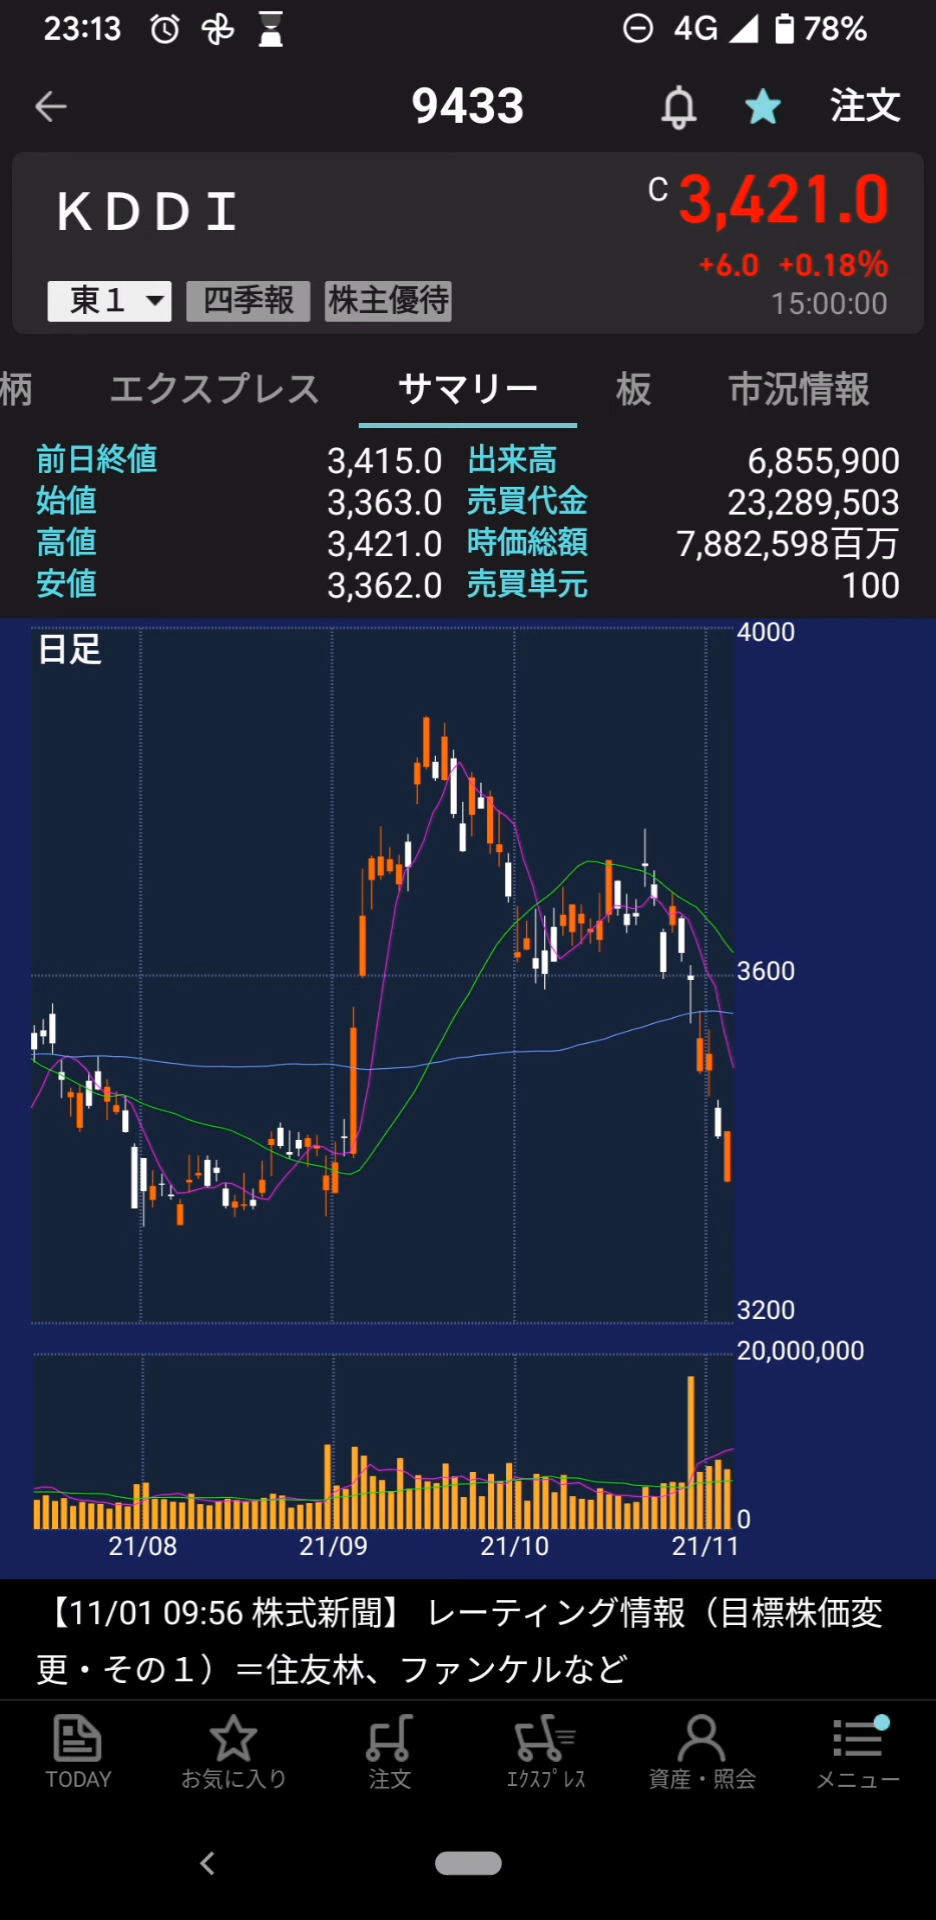 23:13 4G 78%
9433 注文
ＫＤＤＩ C 3,421.0
+6.0 +0.18%
東１ 四季報 株主優待 15:00:00
柄 エクスプレス サマリー 板 市況情報
前日終値 3,415.0 出来高 6,855,900
始値 3,363.0 売買代金 23,289,503
高値 3,421.0 時価総額 7,882,598百万
安値 3,362.0 売買単元 100
日足
4000
3600
3200
20,000,000
0
21/08 21/09 21/10 21/11
【11/01 09:56 株式新聞】 レーティング情報（目標株価変
更・その１）＝住友林、ファンケルなど
TODAY お気に入り 注文 ｴｸｽﾌﾟﾚｽ 資産・照会 メニュー